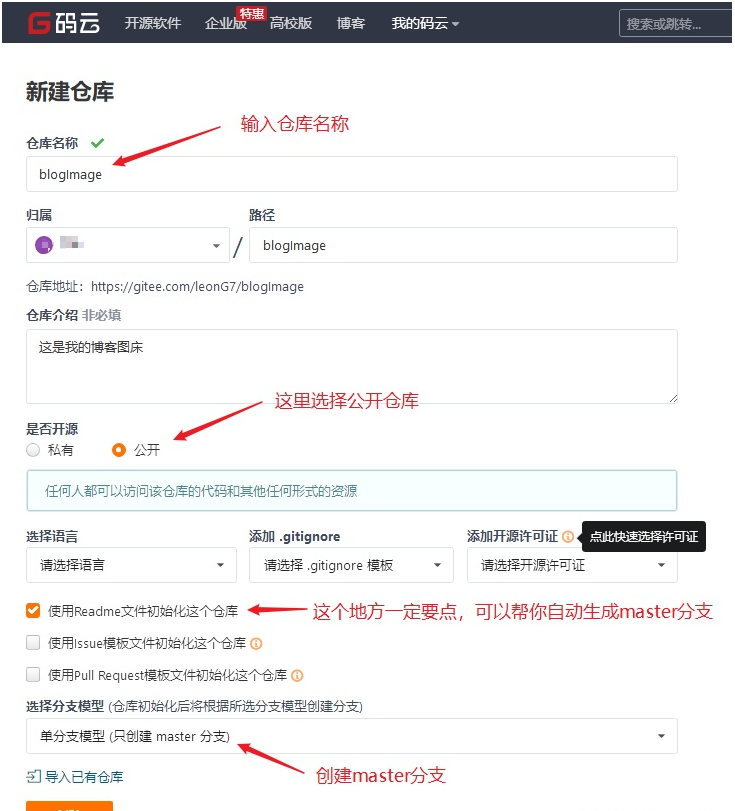 码云 开源软件 企业版 特惠 高校版 博客 我的码云 搜索或跳转...
新建仓库
输入仓库名称
仓库名称
blogImage
归属 路径
/ blogImage
仓库地址：https://gitee.com/leonG7/blogImage
仓库介绍 非必填
这是我的博客图床
这里选择公开仓库
是否开源
私有 公开
任何人都可以访问该仓库的代码和其他任何形式的资源
选择语言 添加 .gitignore 添加开源许可证 点此快速选择许可证
请选择语言 请选择 .gitignore 模板 请选择开源许可证
使用Readme文件初始化这个仓库 这个地方一定要点，可以帮你自动生成master分支
使用Issue模板文件初始化这个仓库
使用Pull Request模板文件初始化这个仓库
选择分支模型 (仓库初始化后将根据所选分支模型创建分支)
单分支模型 (只创建 master 分支)
导入已有仓库 创建master分支